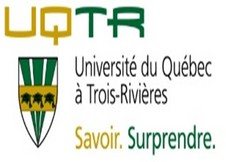 UQTR
Université du Québec
à Trois-Rivières
Savoir. Surprendre.